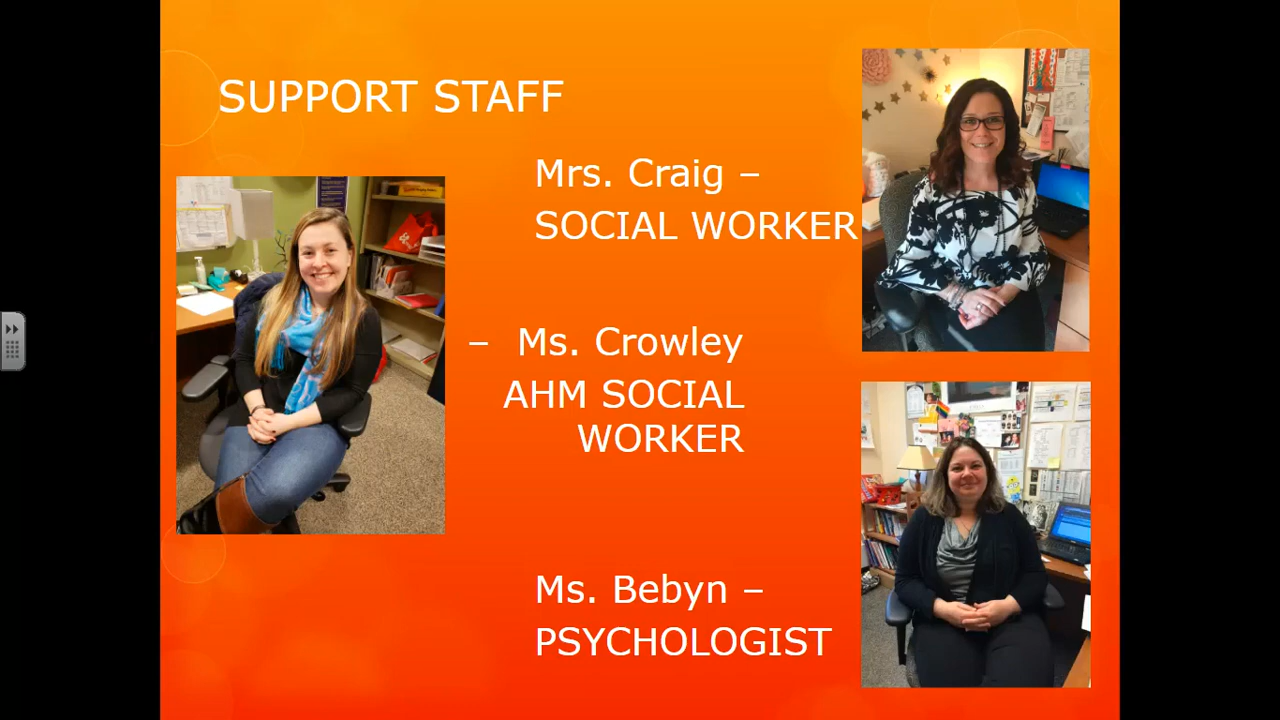 SUPPORT STAFF
Mrs. Craig –
SOCIAL WORKER
– Ms. Crowley
AHM SOCIAL
WORKER
Ms. Bebyn –
PSYCHOLOGIST